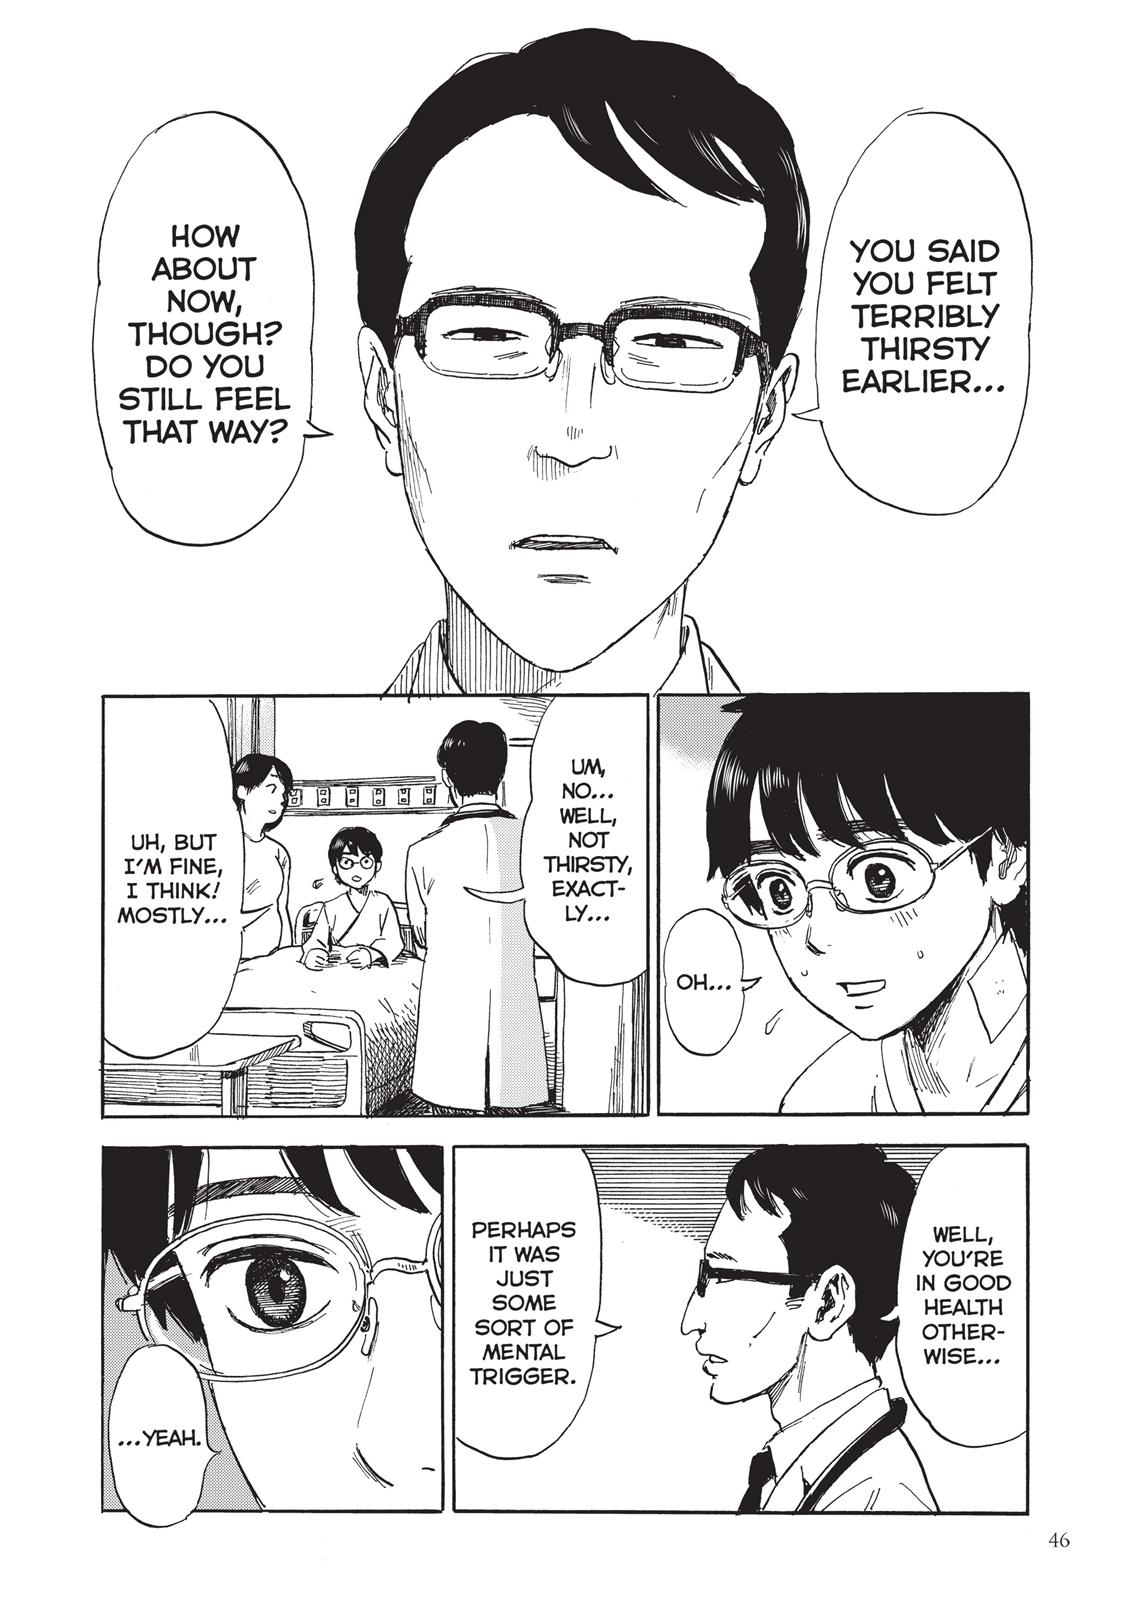 YOU SAID
YOU FELT
TERRIBLY
THIRSTY
EARLIER...
HOW
ABOUT
NOW,
THOUGH?
DO YOU
STILL FEEL
THAT WAY?
OH...
UM,
NO...
WELL,
NOT
THIRSTY,
EXACT-
LY...
UH, BUT
I'M FINE,
I THINK!
MOSTLY...
WELL,
YOU'RE
IN GOOD
HEALTH
OTHER-
WISE...
PERHAPS
IT WAS
JUST
SOME
SORT OF
MENTAL
TRIGGER.
...YEAH.
46